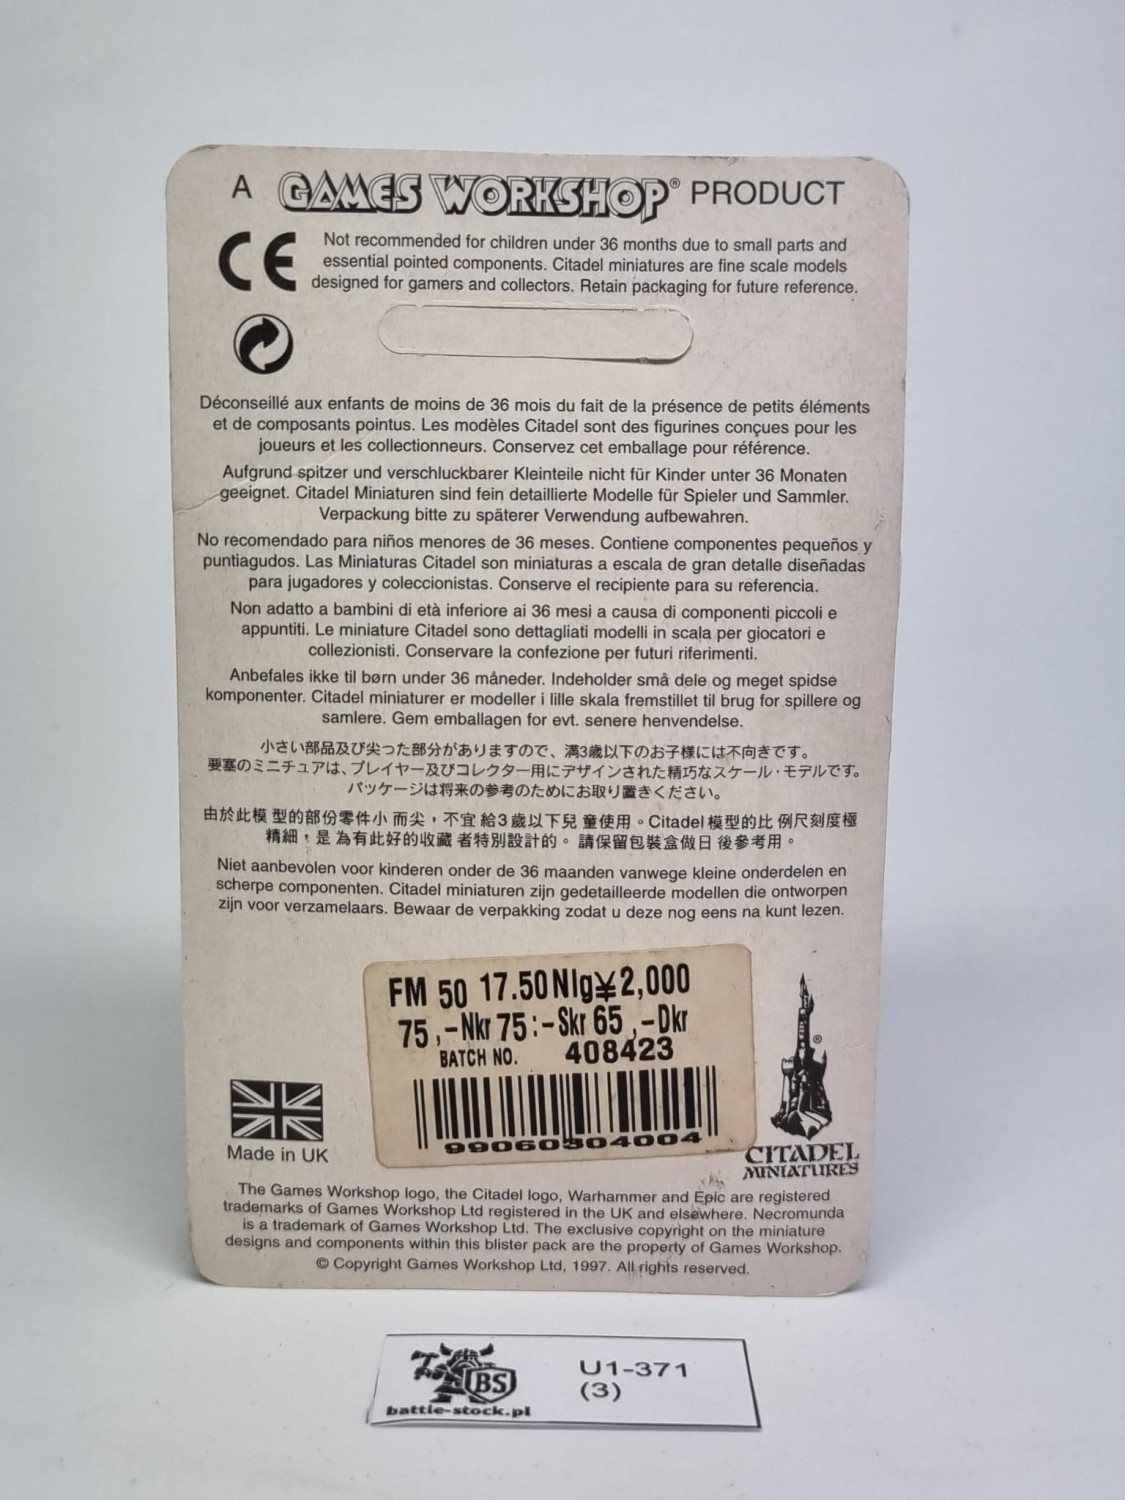 A GAMES WORKSHOP® PRODUCT
CE
Not recommended for children under 36 months due to small parts and
essential pointed components. Citadel miniatures are fine scale models
designed for gamers and collectors. Retain packaging for future reference.
Déconseillé aux enfants de moins de 36 mois du fait de la présence de petits éléments
et de composants pointus. Les modèles Citadel sont des figurines conçues pour les
joueurs et les collectionneurs. Conservez cet emballage pour référence.
Aufgrund spitzer und verschluckbarer Kleinteile nicht für Kinder unter 36 Monaten
geeignet. Citadel Miniaturen sind fein detaillierte Modelle für Spieler und Sammler.
Verpackung bitte zu späterer Verwendung aufbewahren.
No recomendado para niños menores de 36 meses. Contiene componentes pequeños y
puntiagudos. Las Miniaturas Citadel son miniaturas a escala de gran detalle diseñadas
para jugadores y coleccionistas. Conserve el recipiente para su referencia.
Non adatto a bambini di età inferiore ai 36 mesi a causa di componenti piccoli e
appuntiti. Le miniature Citadel sono dettagliati modelli in scala per giocatori e
collezionisti. Conservare la confezione per futuri riferimenti.
Anbefales ikke til børn under 36 måneder. Indeholder små dele og meget spidse
komponenter. Citadel miniaturer er modeller i lille skala fremstillet til brug for spillere og
samlere. Gem emballagen for evt. senere henvendelse.
小さい部品及び尖った部分がありますので、満3歳以下のお子様には不向きです。
要塞のミニチュアは、プレイヤー及びコレクター用にデザインされた精巧なスケール・モデルです。
パッケージは将来の参考のためにお取り置きください。
由於此模 型的部份零件小 而尖，不宜 給3 歲以下兒 童使用。Citadel 模型的比 例尺刻度極
精細，是 為有此好的收藏 者特別設計的。 請保留包裝盒做日 後參考用。
Niet aanbevolen voor kinderen onder de 36 maanden vanwege kleine onderdelen en
scherpe componenten. Citadel miniaturen zijn gedetailleerde modellen die ontworpen
zijn voor verzamelaars. Bewaar de verpakking zodat u deze nog eens na kunt lezen.
FM 50 17.50Nlg¥2,000
75,-Nkr 75:-Skr 65,-Dkr
BATCH NO. 408423
99060304004
Made in UK
®
CITADEL
MINIATURES
The Games Workshop logo, the Citadel logo, Warhammer and Epic are registered
trademarks of Games Workshop Ltd registered in the UK and elsewhere. Necromunda
is a trademark of Games Workshop Ltd. The exclusive copyright on the miniature
designs and components within this blister pack are the property of Games Workshop.
© Copyright Games Workshop Ltd, 1997. All rights reserved.
BS
battle-stock.pl
U1-371
(3)